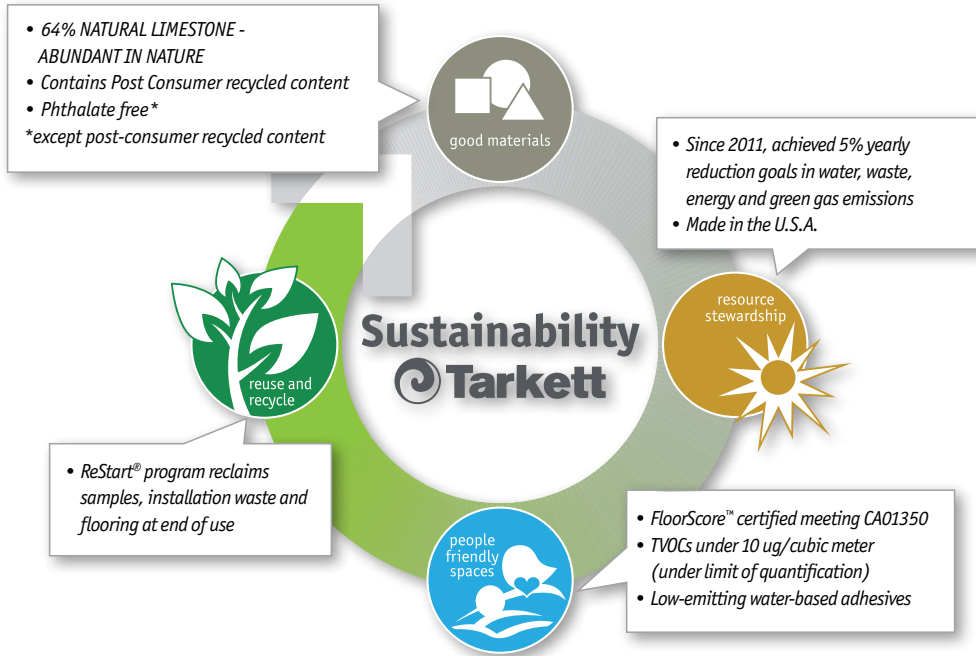 • 64% NATURAL LIMESTONE -
ABUNDANT IN NATURE
• Contains Post Consumer recycled content
• Phthalate free*
*except post-consumer recycled content
good materials
• Since 2011, achieved 5% yearly
reduction goals in water, waste,
energy and green gas emissions
• Made in the U.S.A.
resource
stewardship
Sustainability
Tarkett
reuse and
recycle
• ReStart® program reclaims
samples, installation waste and
flooring at end of use
people
friendly
spaces
• FloorScore™ certified meeting CA01350
• TVOCs under 10 ug/cubic meter
(under limit of quantification)
• Low-emitting water-based adhesives